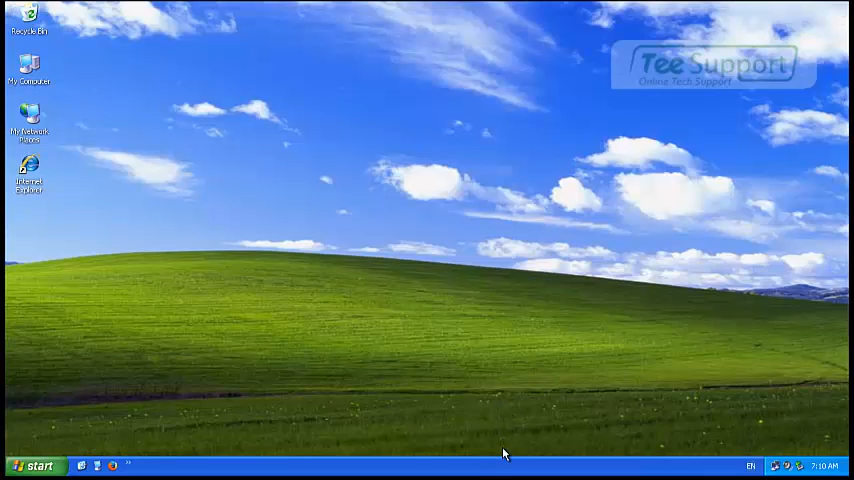 Recycle Bin
My Computer
My Network
Places
Internet
Explorer
Tee Support
Online Tech Support
start
EN
7:10 AM